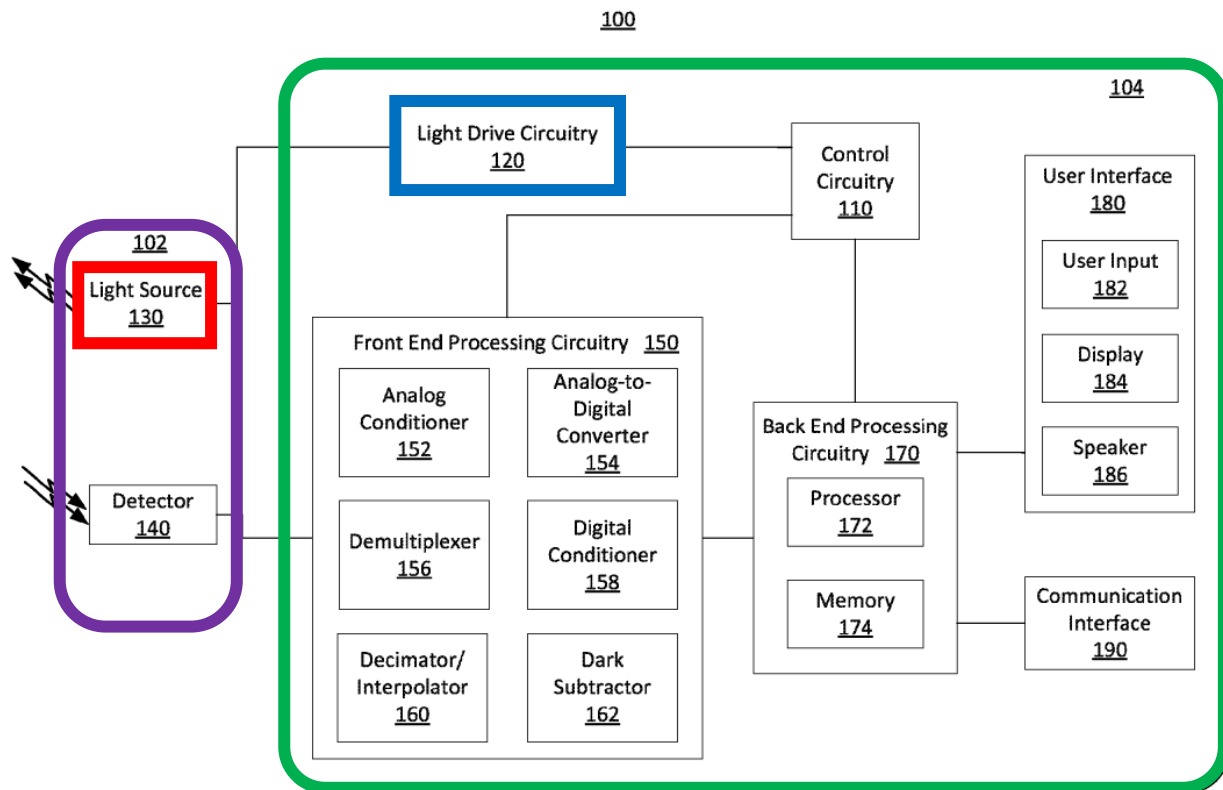 100
104
Light Drive Circuitry
120
Control
Circuitry
110
User Interface
180
User Input
182
Display
184
Speaker
186
102
Light Source
130
Detector
140
Front End Processing Circuitry 150
Analog
Conditioner
152
Analog-to-
Digital
Converter
154
Demultiplexer
156
Digital
Conditioner
158
Decimator/
Interpolator
160
Dark
Subtractor
162
Back End Processing
Circuitry 170
Processor
172
Memory
174
Communication
Interface
190